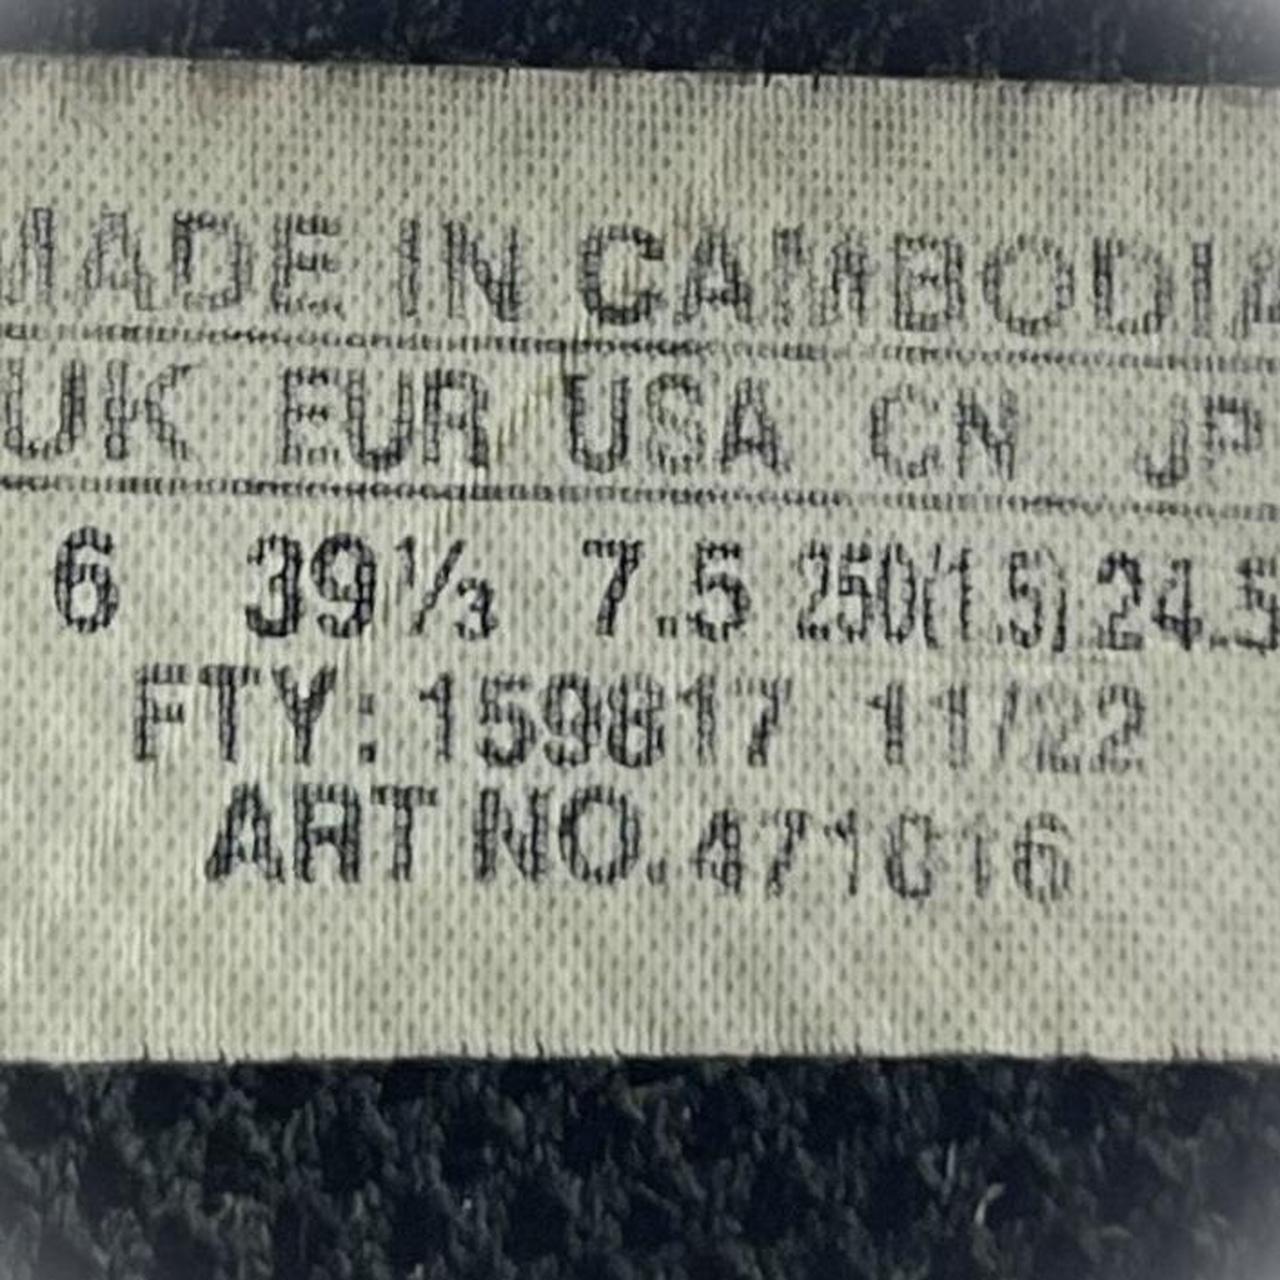 MADE IN CAMBODIA
UK EUR USA CN JP
6 39⅓ 7.5 250(1.5) 24.5
FTY: 159817 11/22
ART NO. 471016